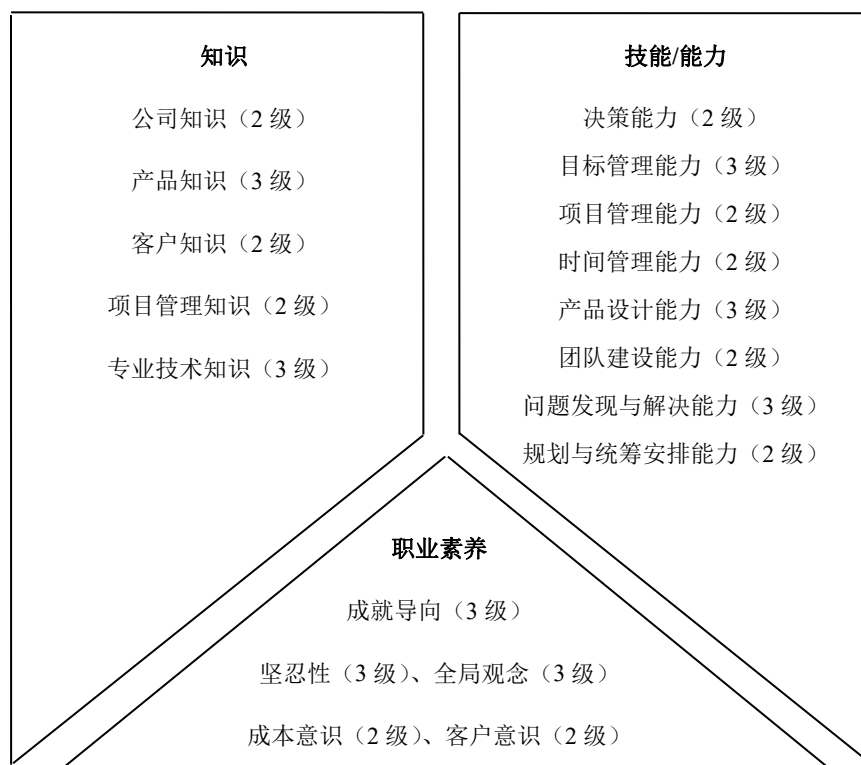 知识
公司知识（2 级）
产品知识（3 级）
客户知识（2 级）
项目管理知识（2 级）
专业技术知识（3 级）
技能/能力
决策能力（2 级）
目标管理能力（3 级）
项目管理能力（2 级）
时间管理能力（2 级）
产品设计能力（3 级）
团队建设能力（2 级）
问题发现与解决能力（3 级）
规划与统筹安排能力（2 级）
职业素养
成就导向（3 级）
坚忍性（3 级）、全局观念（3 级）
成本意识（2 级）、客户意识（2 级）